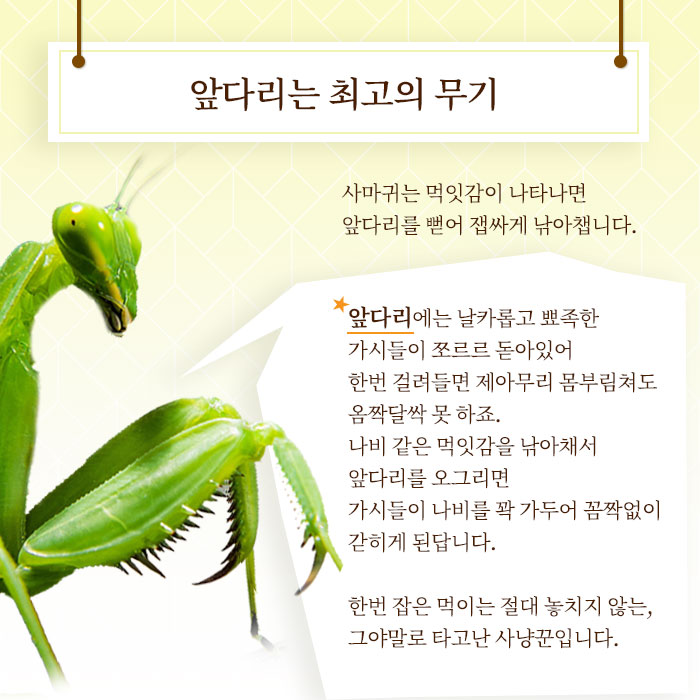 앞다리는 최고의 무기
사마귀는 먹잇감이 나타나면
앞다리를 뻗어 잽싸게 낚아챕니다.
앞다리에는 날카롭고 뾰족한
가시들이 쪼르르 돋아있어
한번 걸려들면 제아무리 몸부림쳐도
옴짝달싹 못 하죠.
나비 같은 먹잇감을 낚아채서
앞다리를 오그리면
가시들이 나비를 꽉 가두어 꼼짝없이
갇히게 된답니다.
한번 잡은 먹이는 절대 놓치지 않는,
그야말로 타고난 사냥꾼입니다.